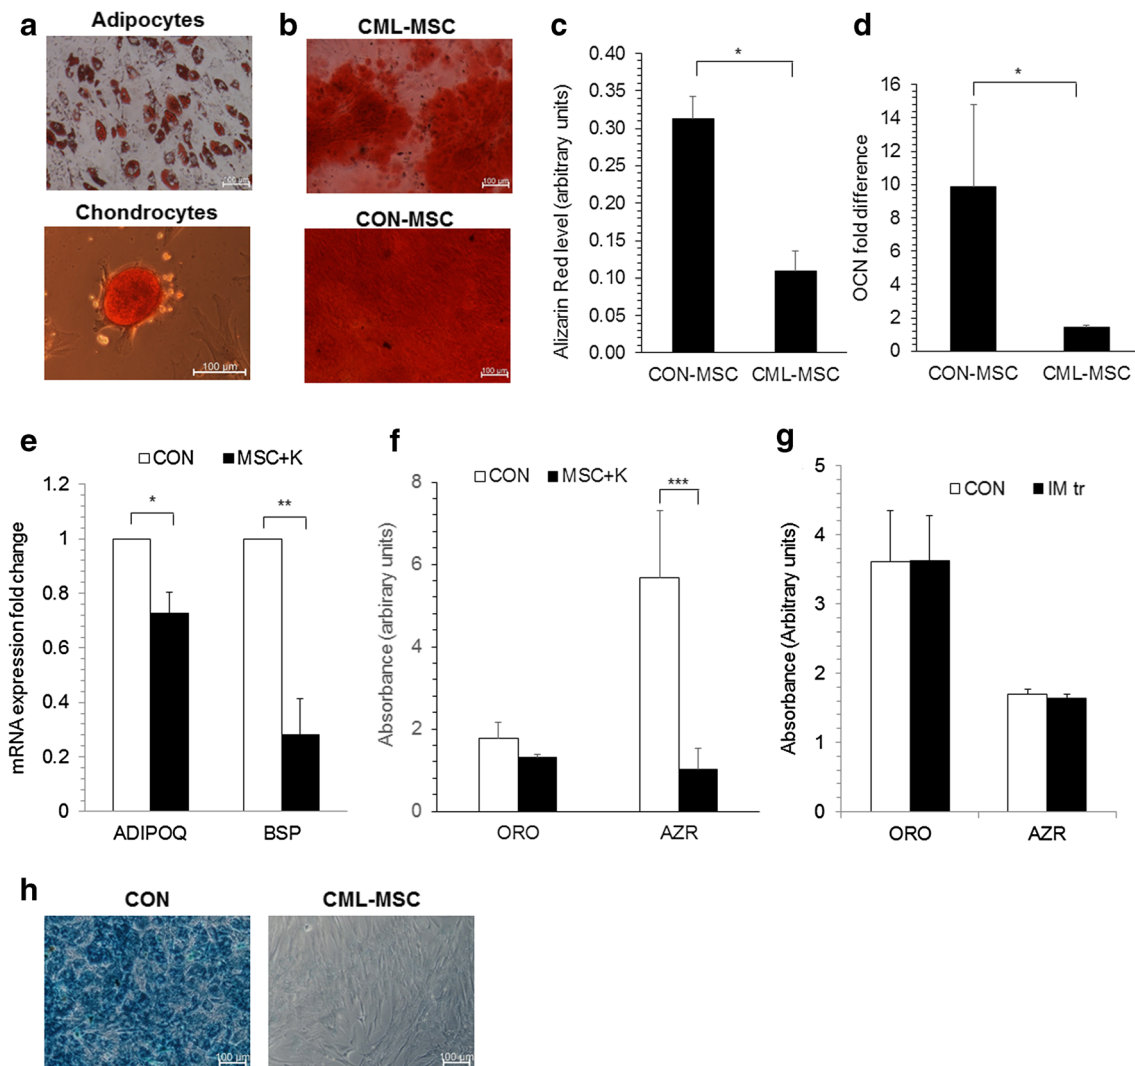 a
Adipocytes
100 µm
Chondrocytes
100 µm
b
CML-MSC
100 µm
CON-MSC
100 µm
c
Alizarin Red level (arbitrary units)
0.40
0.35
0.30
0.25
0.20
0.15
0.10
0.05
0.00
*
CON-MSC
CML-MSC
d
OCN fold difference
16
14
12
10
8
6
4
2
0
*
CON-MSC
CML-MSC
e
CON
MSC+K
mRNA expression fold change
1.2
1
0.8
0.6
0.4
0.2
0
*
**
ADIPOQ
BSP
f
CON
MSC+K
Absorbance (arbirary units)
8
6
4
2
0
***
ORO
AZR
g
CON
IM tr
Absorbance (Arbitrary units)
5
4
3
2
1
0
ORO
AZR
h
CON
100 µm
CML-MSC
100 µm